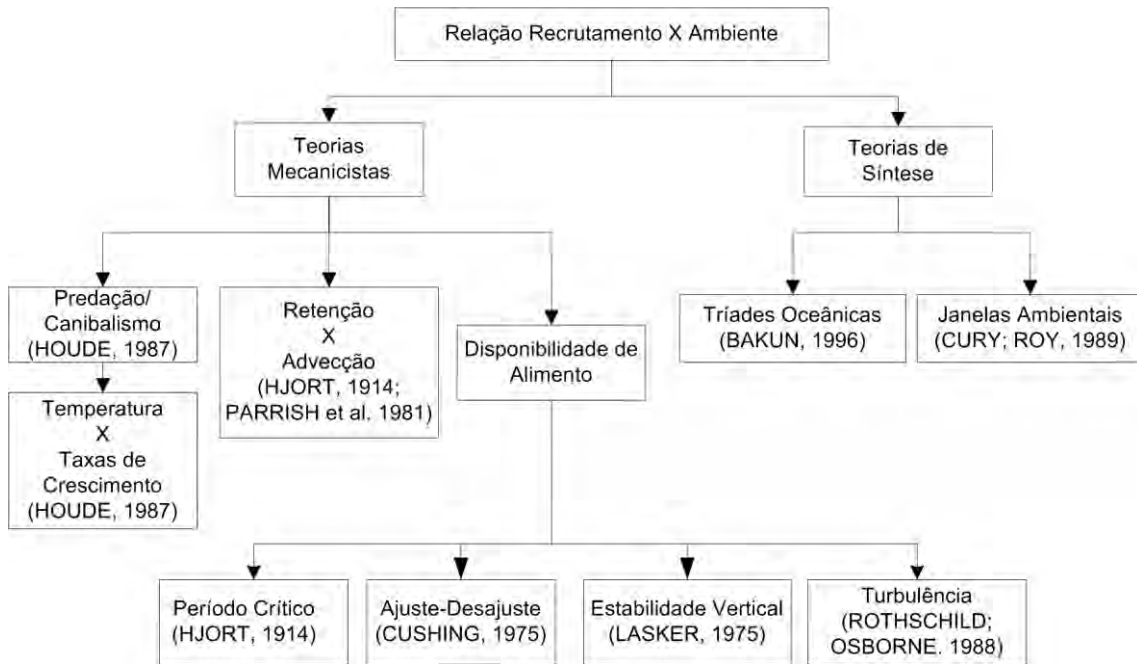 Relação Recrutamento X Ambiente
Teorias
Mecanicistas
Teorias de
Síntese
Predação/
Canibalismo
(HOUDE, 1987)
Retenção
X
Advecção
(HJORT, 1914;
PARRISH et al. 1981)
Disponibilidade de
Alimento
Tríades Oceânicas
(BAKUN, 1996)
Janelas Ambientais
(CURY; ROY, 1989)
Temperatura
X
Taxas de
Crescimento
(HOUDE, 1987)
Período Crítico
(HJORT, 1914)
Ajuste-Desajuste
(CUSHING, 1975)
Estabilidade Vertical
(LASKER, 1975)
Turbulência
(ROTHSCHILD;
OSBORNE. 1988)